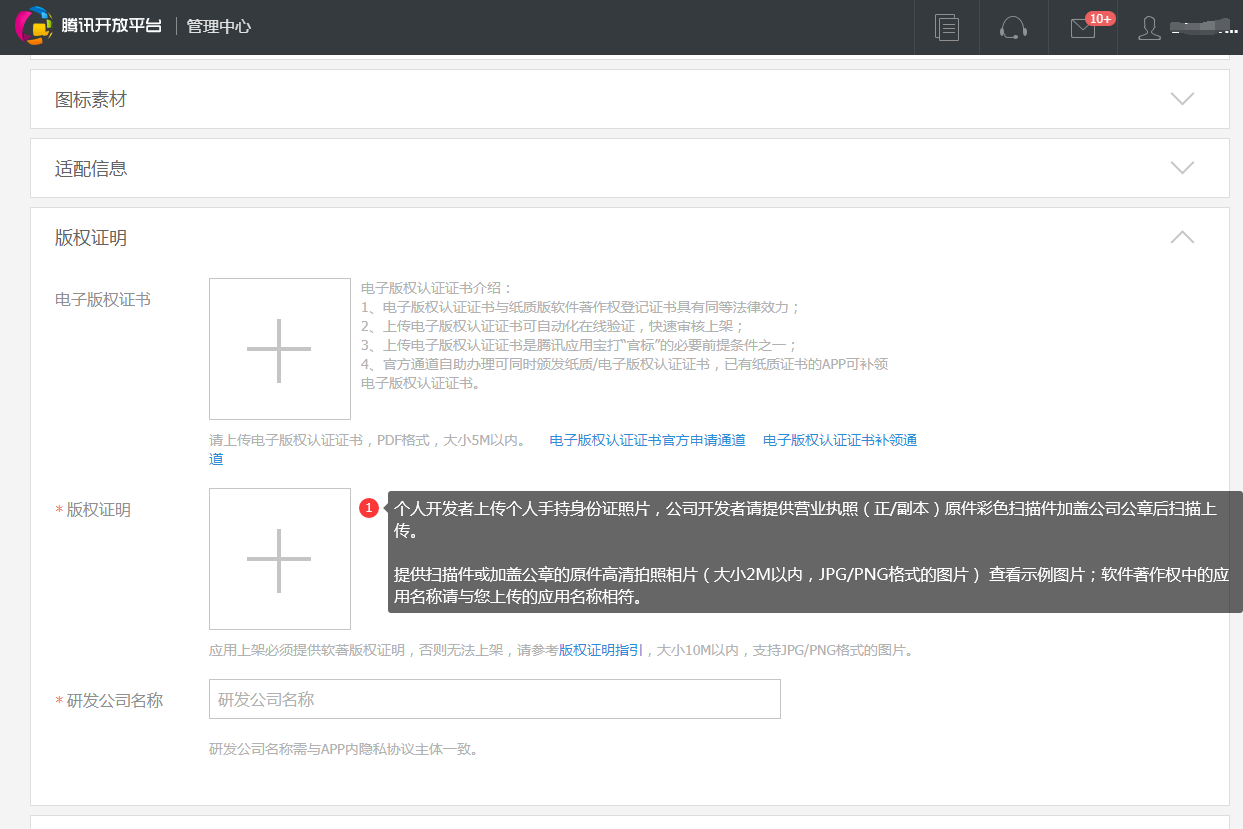 腾讯开放平台 管理中心
10+
图标素材
适配信息
版权证明
电子版权证书
电子版权认证证书介绍：
1、电子版权认证证书与纸质版软件著作权登记证书具有同等法律效力；
2、上传电子版权认证证书可自动化在线验证，快速审核上架；
3、上传电子版权认证证书是腾讯应用宝打“官标”的必要前提条件之一；
4、官方通道自助办理可同时颁发纸质/电子版权认证证书，已有纸质证书的APP可补领
电子版权认证证书。
请上传电子版权认证证书，PDF格式，大小5M以内。 电子版权认证证书官方申请通道 电子版权认证证书补领通
道
*版权证明
1
个人开发者上传个人手持身份证照片，公司开发者请提供营业执照（正/副本）原件彩色扫描件加盖公司公章后扫描上
传。
提供扫描件或加盖公章的原件高清拍照相片（大小2M以内，JPG/PNG格式的图片） 查看示例图片；软件著作权中的应
用名称请与您上传的应用名称相符。
应用上架必须提供软著版权证明，否则无法上架，请参考版权证明指引，大小10M以内，支持JPG/PNG格式的图片。
*研发公司名称
研发公司名称
研发公司名称需与APP内隐私协议主体一致。